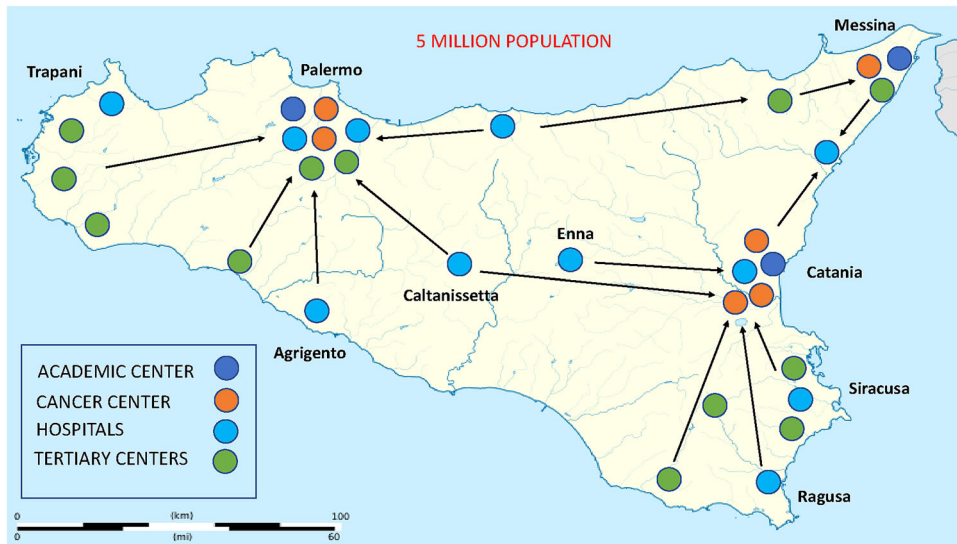 5 MILLION POPULATION
Messina
Trapani
Palermo
Enna
Catania
Caltanissetta
Agrigento
Siracusa
Ragusa
ACADEMIC CENTER
CANCER CENTER
HOSPITALS
TERTIARY CENTERS
0 (km) 100
0 (mi) 60